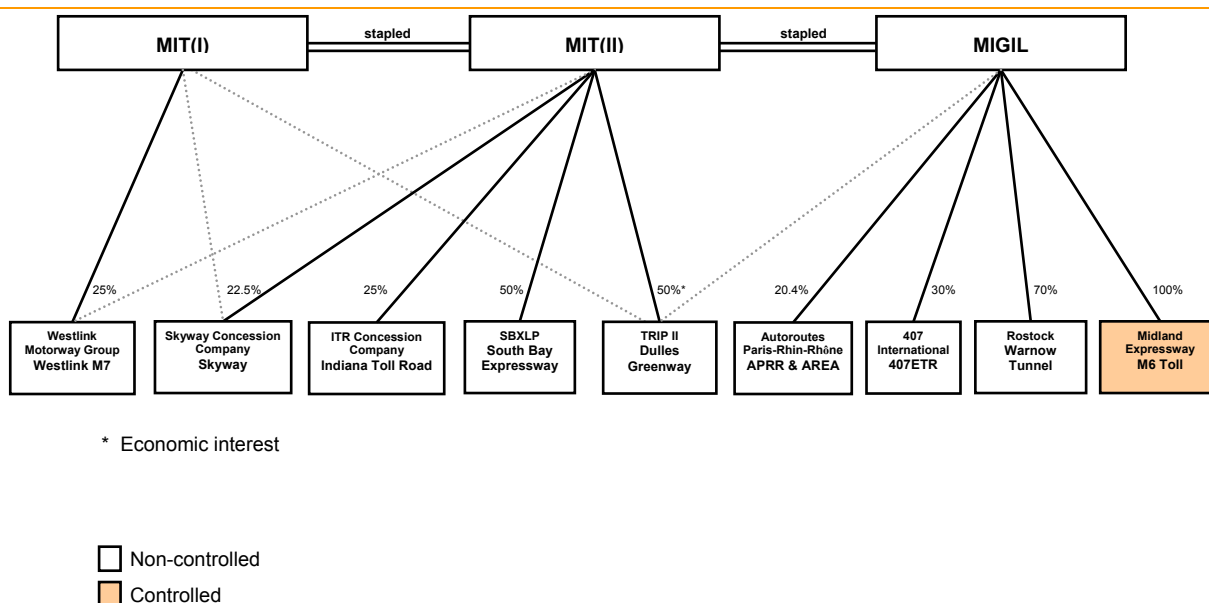 MIT(I)
stapled
MIT(II)
stapled
MIGIL
25%
22.5%
25%
50%
50%*
20.4%
30%
70%
100%
Westlink
Motorway Group
Westlink M7
Skyway Concession
Company
Skyway
ITR Concession
Company
Indiana Toll Road
SBXLP
South Bay
Expressway
TRIP II
Dulles
Greenway
Autoroutes
Paris-Rhin-Rhône
APRR & AREA
407
International
407ETR
Rostock
Warnow
Tunnel
Midland
Expressway
M6 Toll
* Economic interest
Non-controlled
Controlled